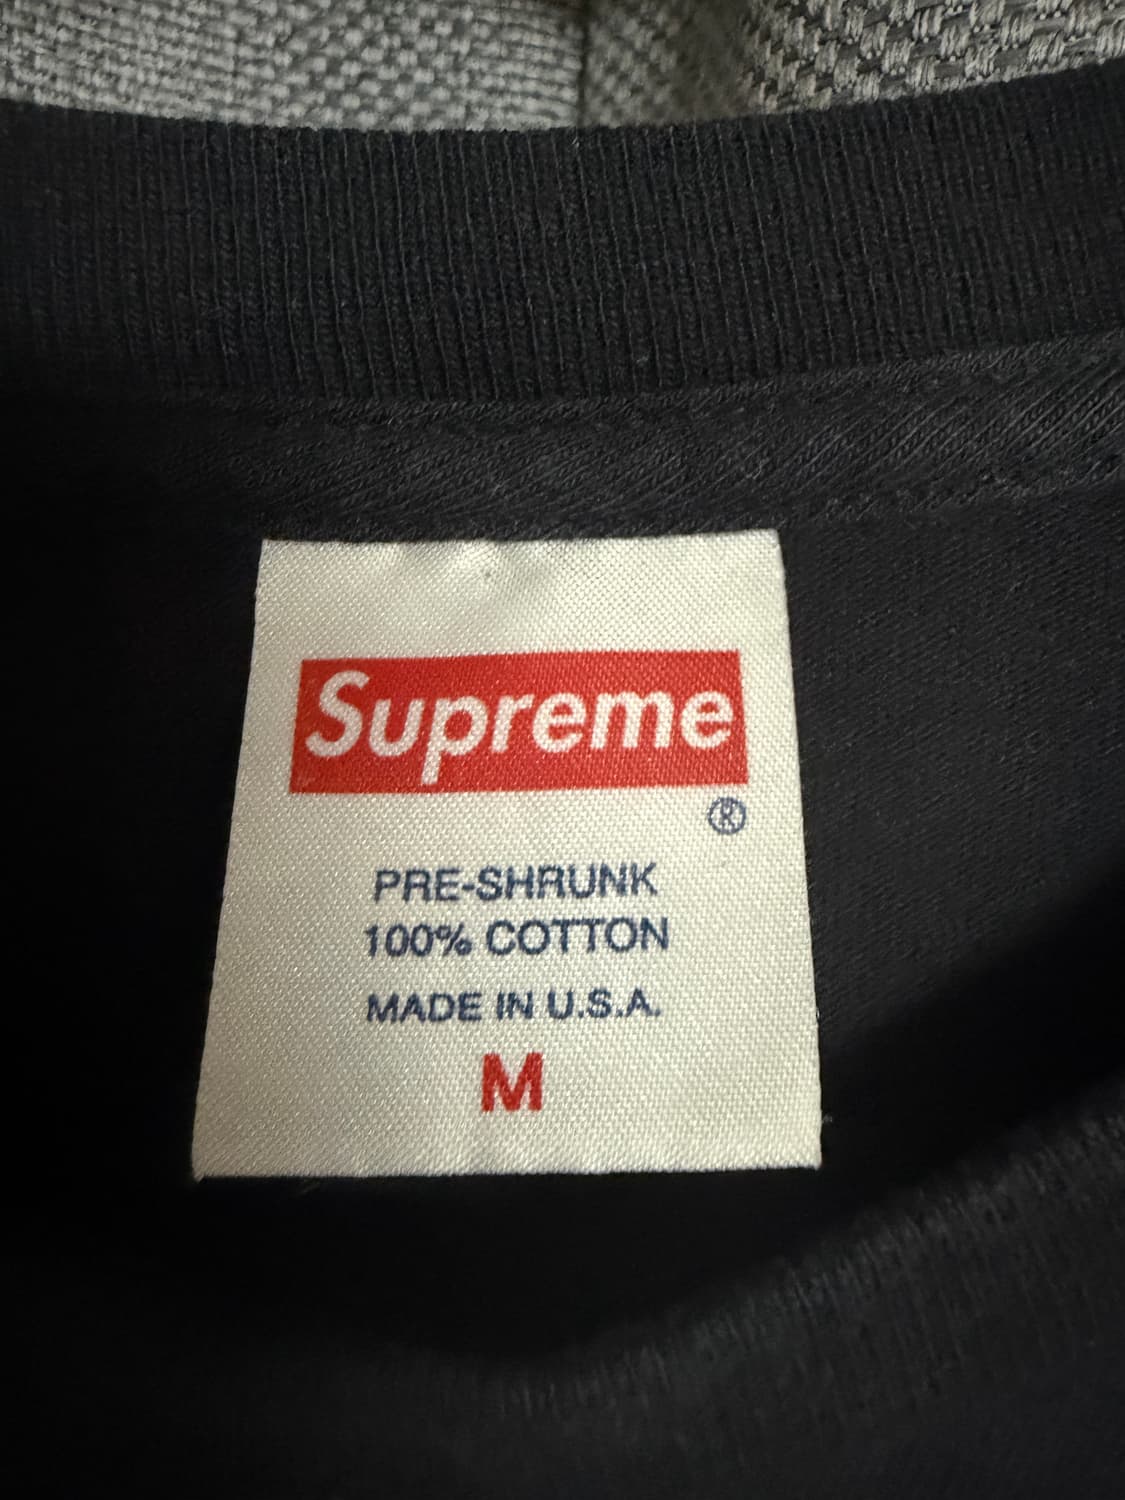 Supreme
®
PRE-SHRUNK
100% COTTON
MADE IN U.S.A.
M